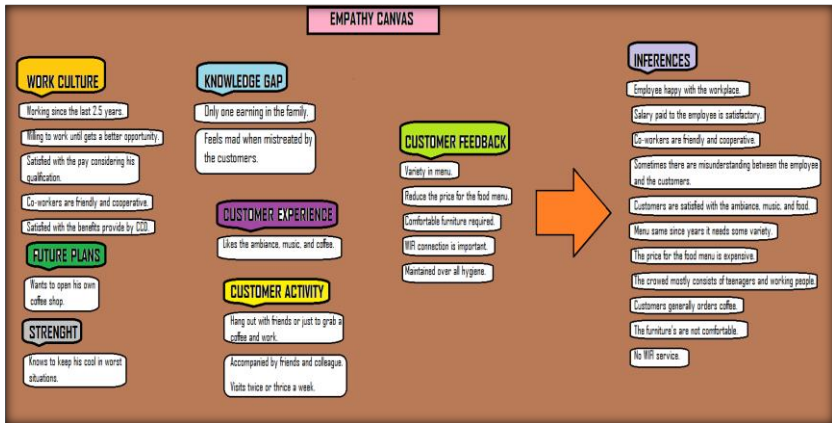 EMPATHY CANVAS
WORK CULTURE
Working since the last 2.5 years.
Willing to work until gets a better opportunity.
Satisfied with the pay considering his
qualification.
Co-workers are friendly and cooperative.
Satisfied with the benefits provide by CCD.
FUTURE PLANS
Wants to open his own
coffee shop.
STRENGHT
Knows to keep his cool in worst
situations.
KNOWLEDGE GAP
Only one earning in the family.
Feels mad when mistreated by
the customers.
CUSTOMER EXPERIENCE
Likes the ambiance, music, and coffee.
CUSTOMER ACTIVITY
Hang out with friends or just to grab a
coffee and work.
Accompanied by friends and colleague.
Visits twice or thrice a week.
CUSTOMER FEEDBACK
Variety in menu.
Reduce the price for the food menu.
Comfortable furniture required.
WIFI connection is important.
Maintained over all hygiene.
INFERENCES
Employee happy with the workplace.
Salary paid to the employee is satisfactory.
Co-workers are friendly and cooperative.
Sometimes there are misunderstanding between the employee
and the customers.
Customers are satisfied with the ambiance, music, and food.
Menu same since years it needs some variety.
The price for the food menu is expensive.
The crowed mostly consists of teenagers and working people.
Customers generally orders coffee.
The furniture's are not comfortable.
No WIFI service.